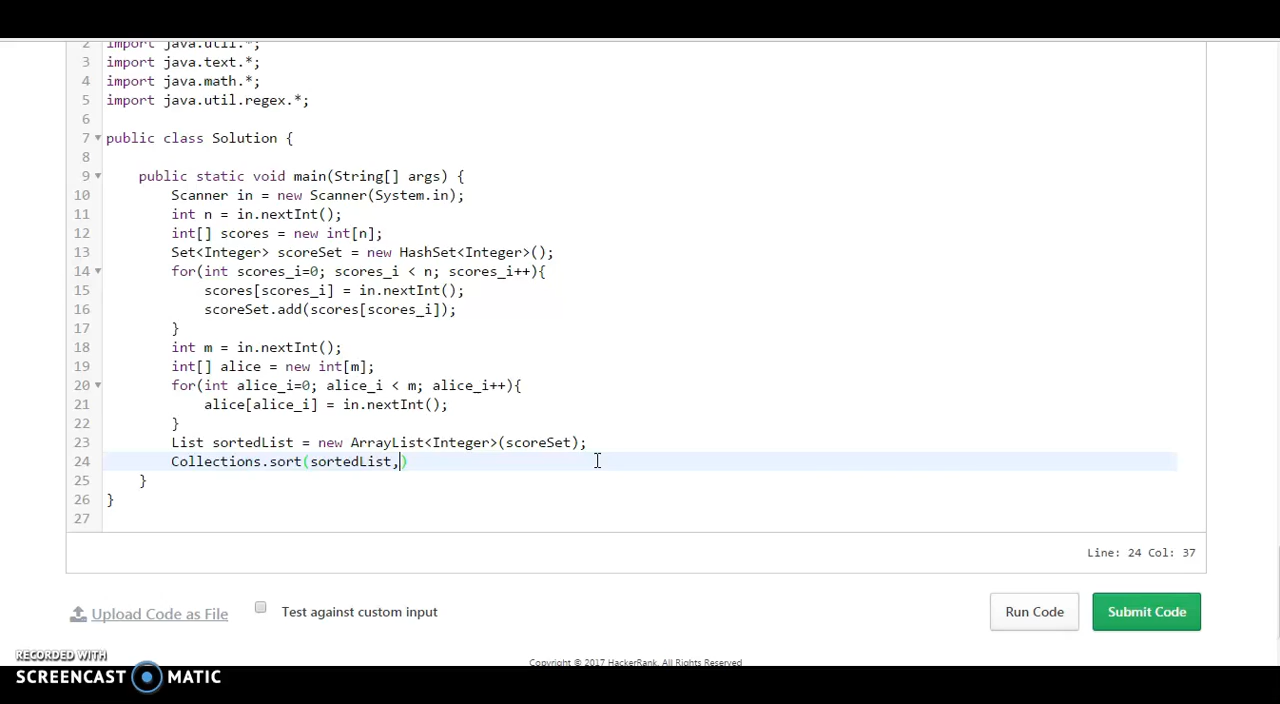 2 import java.util.*;
3 import java.text.*;
4 import java.math.*;
5 import java.util.regex.*;
6
7 public class Solution {
8
9 public static void main(String[] args) {
10 Scanner in = new Scanner(System.in);
11 int n = in.nextInt();
12 int[] scores = new int[n];
13 Set<Integer> scoreSet = new HashSet<Integer>();
14 for(int scores_i=0; scores_i < n; scores_i++){
15 scores[scores_i] = in.nextInt();
16 scoreSet.add(scores[scores_i]);
17 }
18 int m = in.nextInt();
19 int[] alice = new int[m];
20 for(int alice_i=0; alice_i < m; alice_i++){
21 alice[alice_i] = in.nextInt();
22 }
23 List sortedList = new ArrayList<Integer>(scoreSet);
24 Collections.sort(sortedList,)
25 }
26 }
27
Line: 24 Col: 37
Upload Code as File Test against custom input Run Code Submit Code
Copyright © 2017 HackerRank. All Rights Reserved
RECORDED WITH
SCREENCAST MATIC